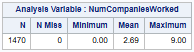 Analysis Variable : NumCompaniesWorked
N N Miss Minimum Mean Maximum
1470 0 0.00 2.69 9.00